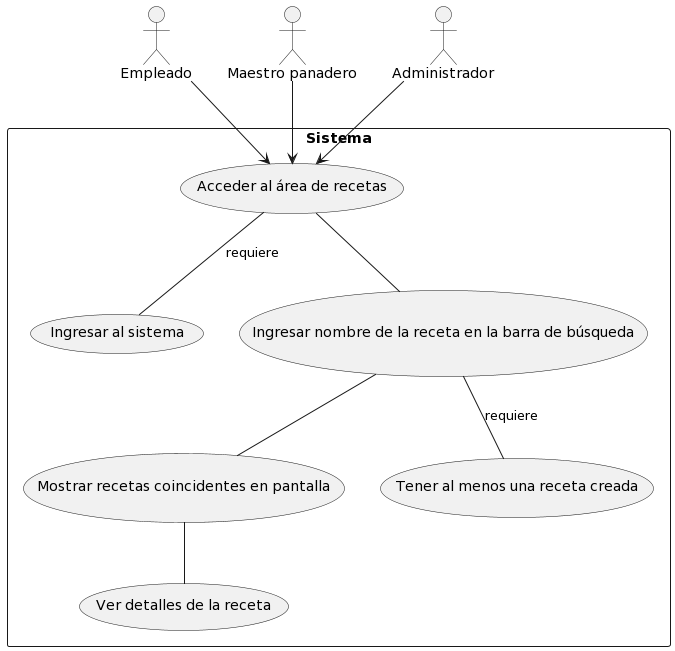 Empleado
Maestro panadero
Administrador
Sistema
Acceder al área de recetas
requiere
Ingresar al sistema
Ingresar nombre de la receta en la barra de búsqueda
requiere
Mostrar recetas coincidentes en pantalla
Tener al menos una receta creada
Ver detalles de la receta